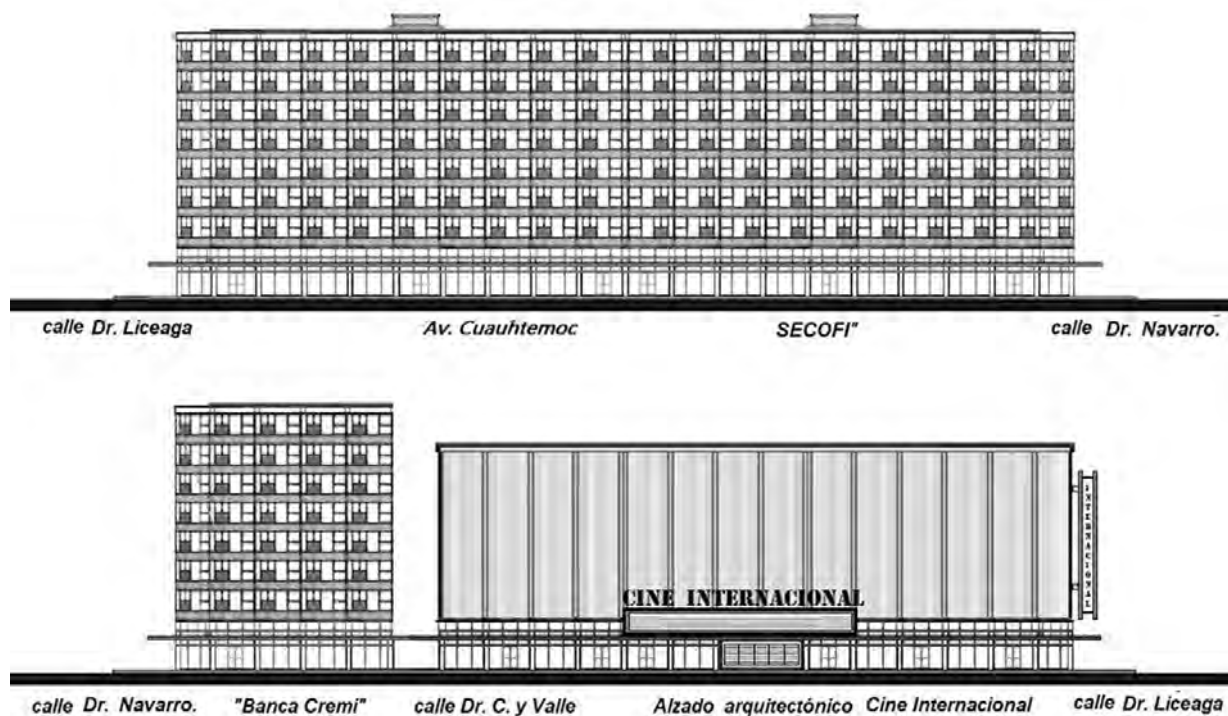 calle Dr. Liceaga Av. Cuauhtemoc SECOFI" calle Dr. Navarro.
INTERNACIONAL
CINE INTERNACIONAL
calle Dr. Navarro. "Banca Cremi" calle Dr. C. y Valle Alzado arquitectónico Cine Internacional calle Dr. Liceaga